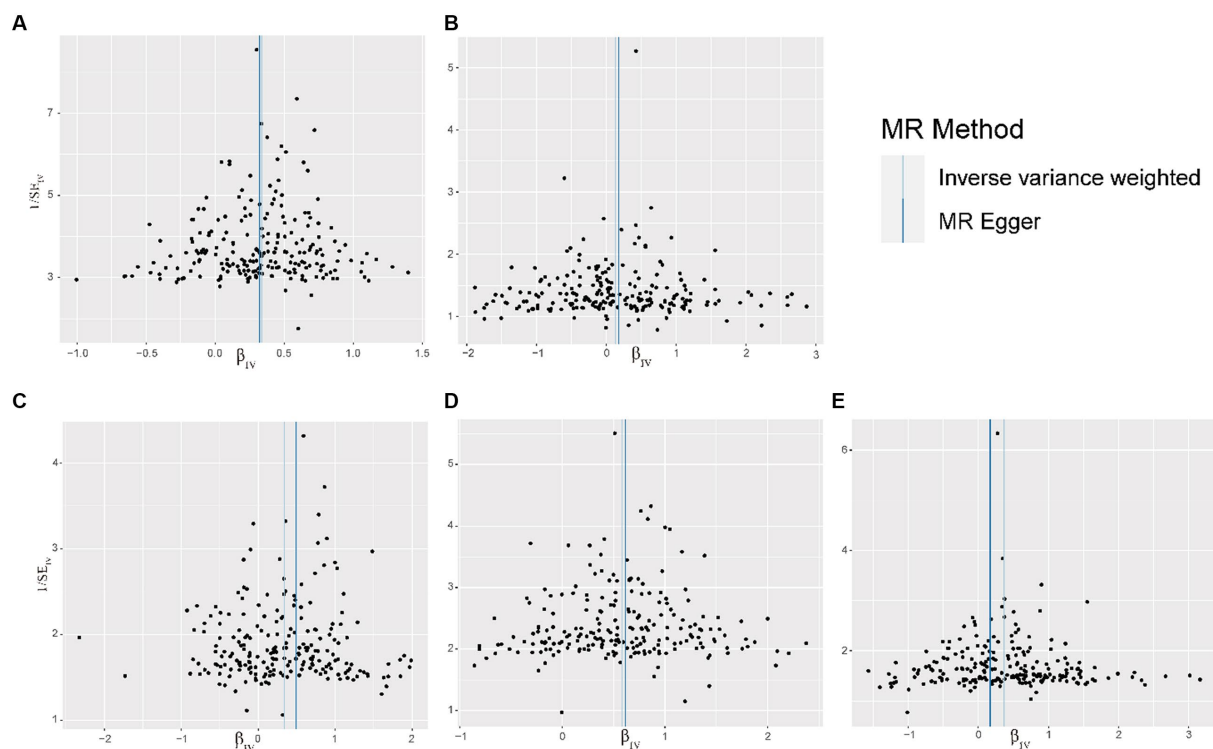 A
B
1/SE_IV
7
5
3
-1.0 -0.5 0.0 0.5 1.0 1.5
β_IV
5
4
3
2
1
-2 -1 0 1 2 3
β_IV
MR Method
Inverse variance weighted
MR Egger
C
D
E
1/SE_IV
4
3
2
1
-2 -1 0 1 2
β_IV
5
4
3
2
1
-1 0 1 2
β_IV
6
4
2
-1 0 1 2 3
β_IV